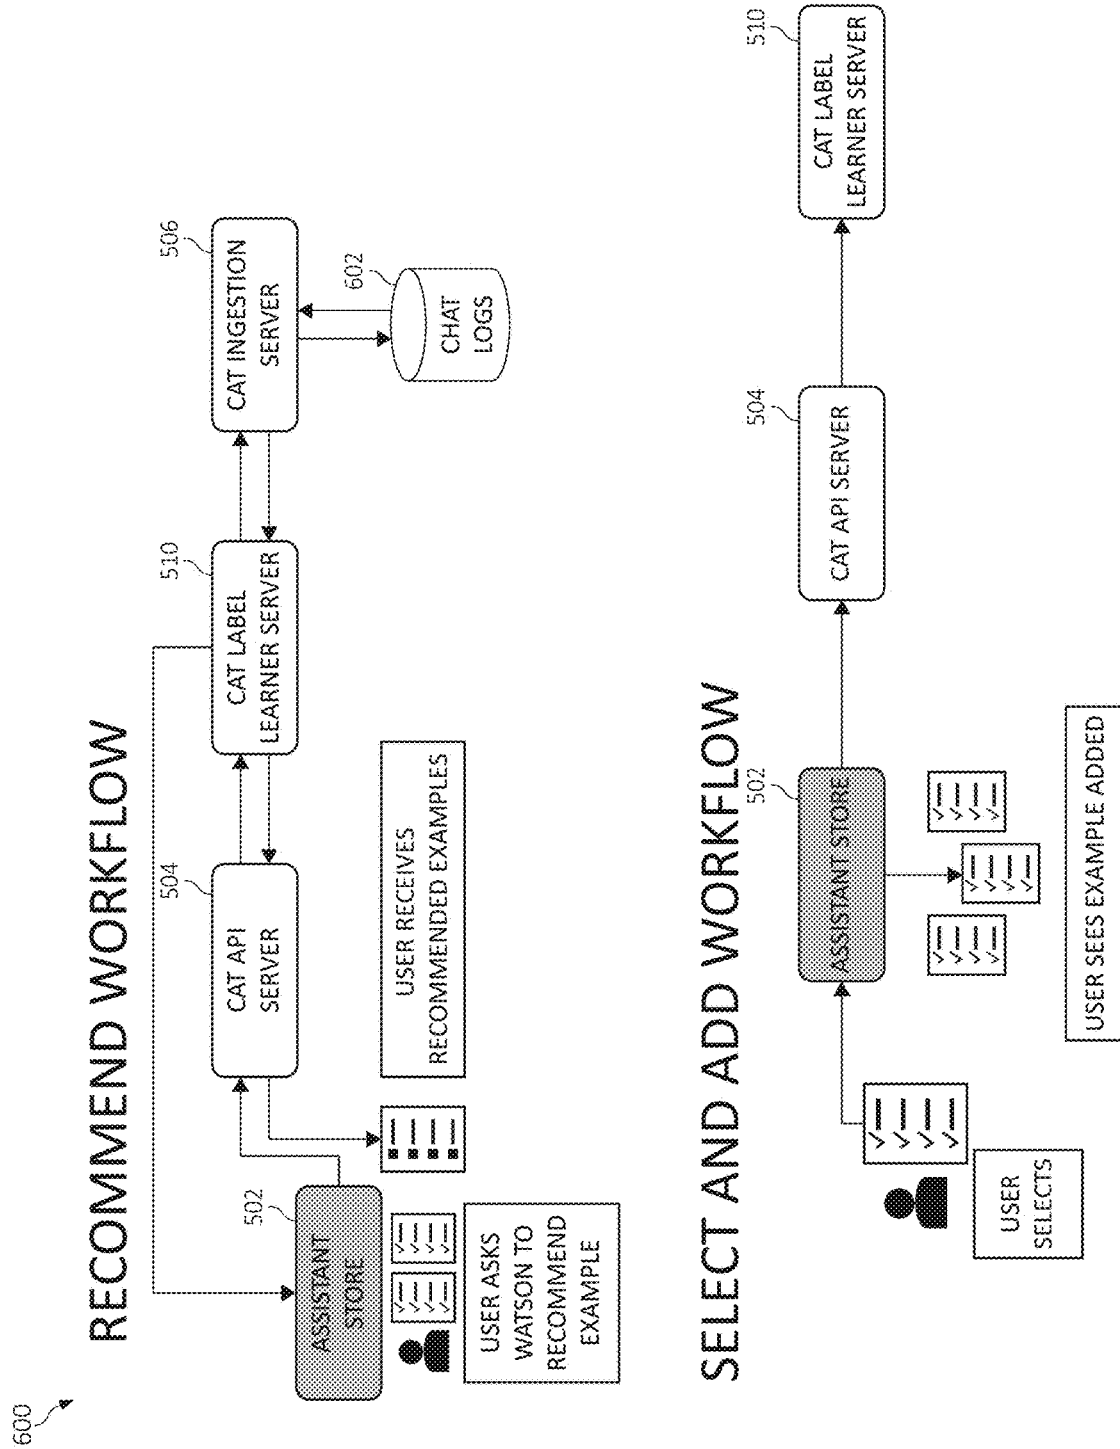 600
RECOMMEND WORKFLOW
502
ASSISTANT
STORE
USER ASKS
WATSON TO
RECOMMEND
EXAMPLE
504
CAT API
SERVER
USER RECEIVES
RECOMMENDED EXAMPLES
510
CAT LABEL
LEARNER SERVER
506
CAT INGESTION
SERVER
602
CHAT
LOGS
SELECT AND ADD WORKFLOW
USER
SELECTS
502
ASSISTANT STORE
USER SEES EXAMPLE ADDED
504
CAT API SERVER
510
CAT LABEL
LEARNER SERVER